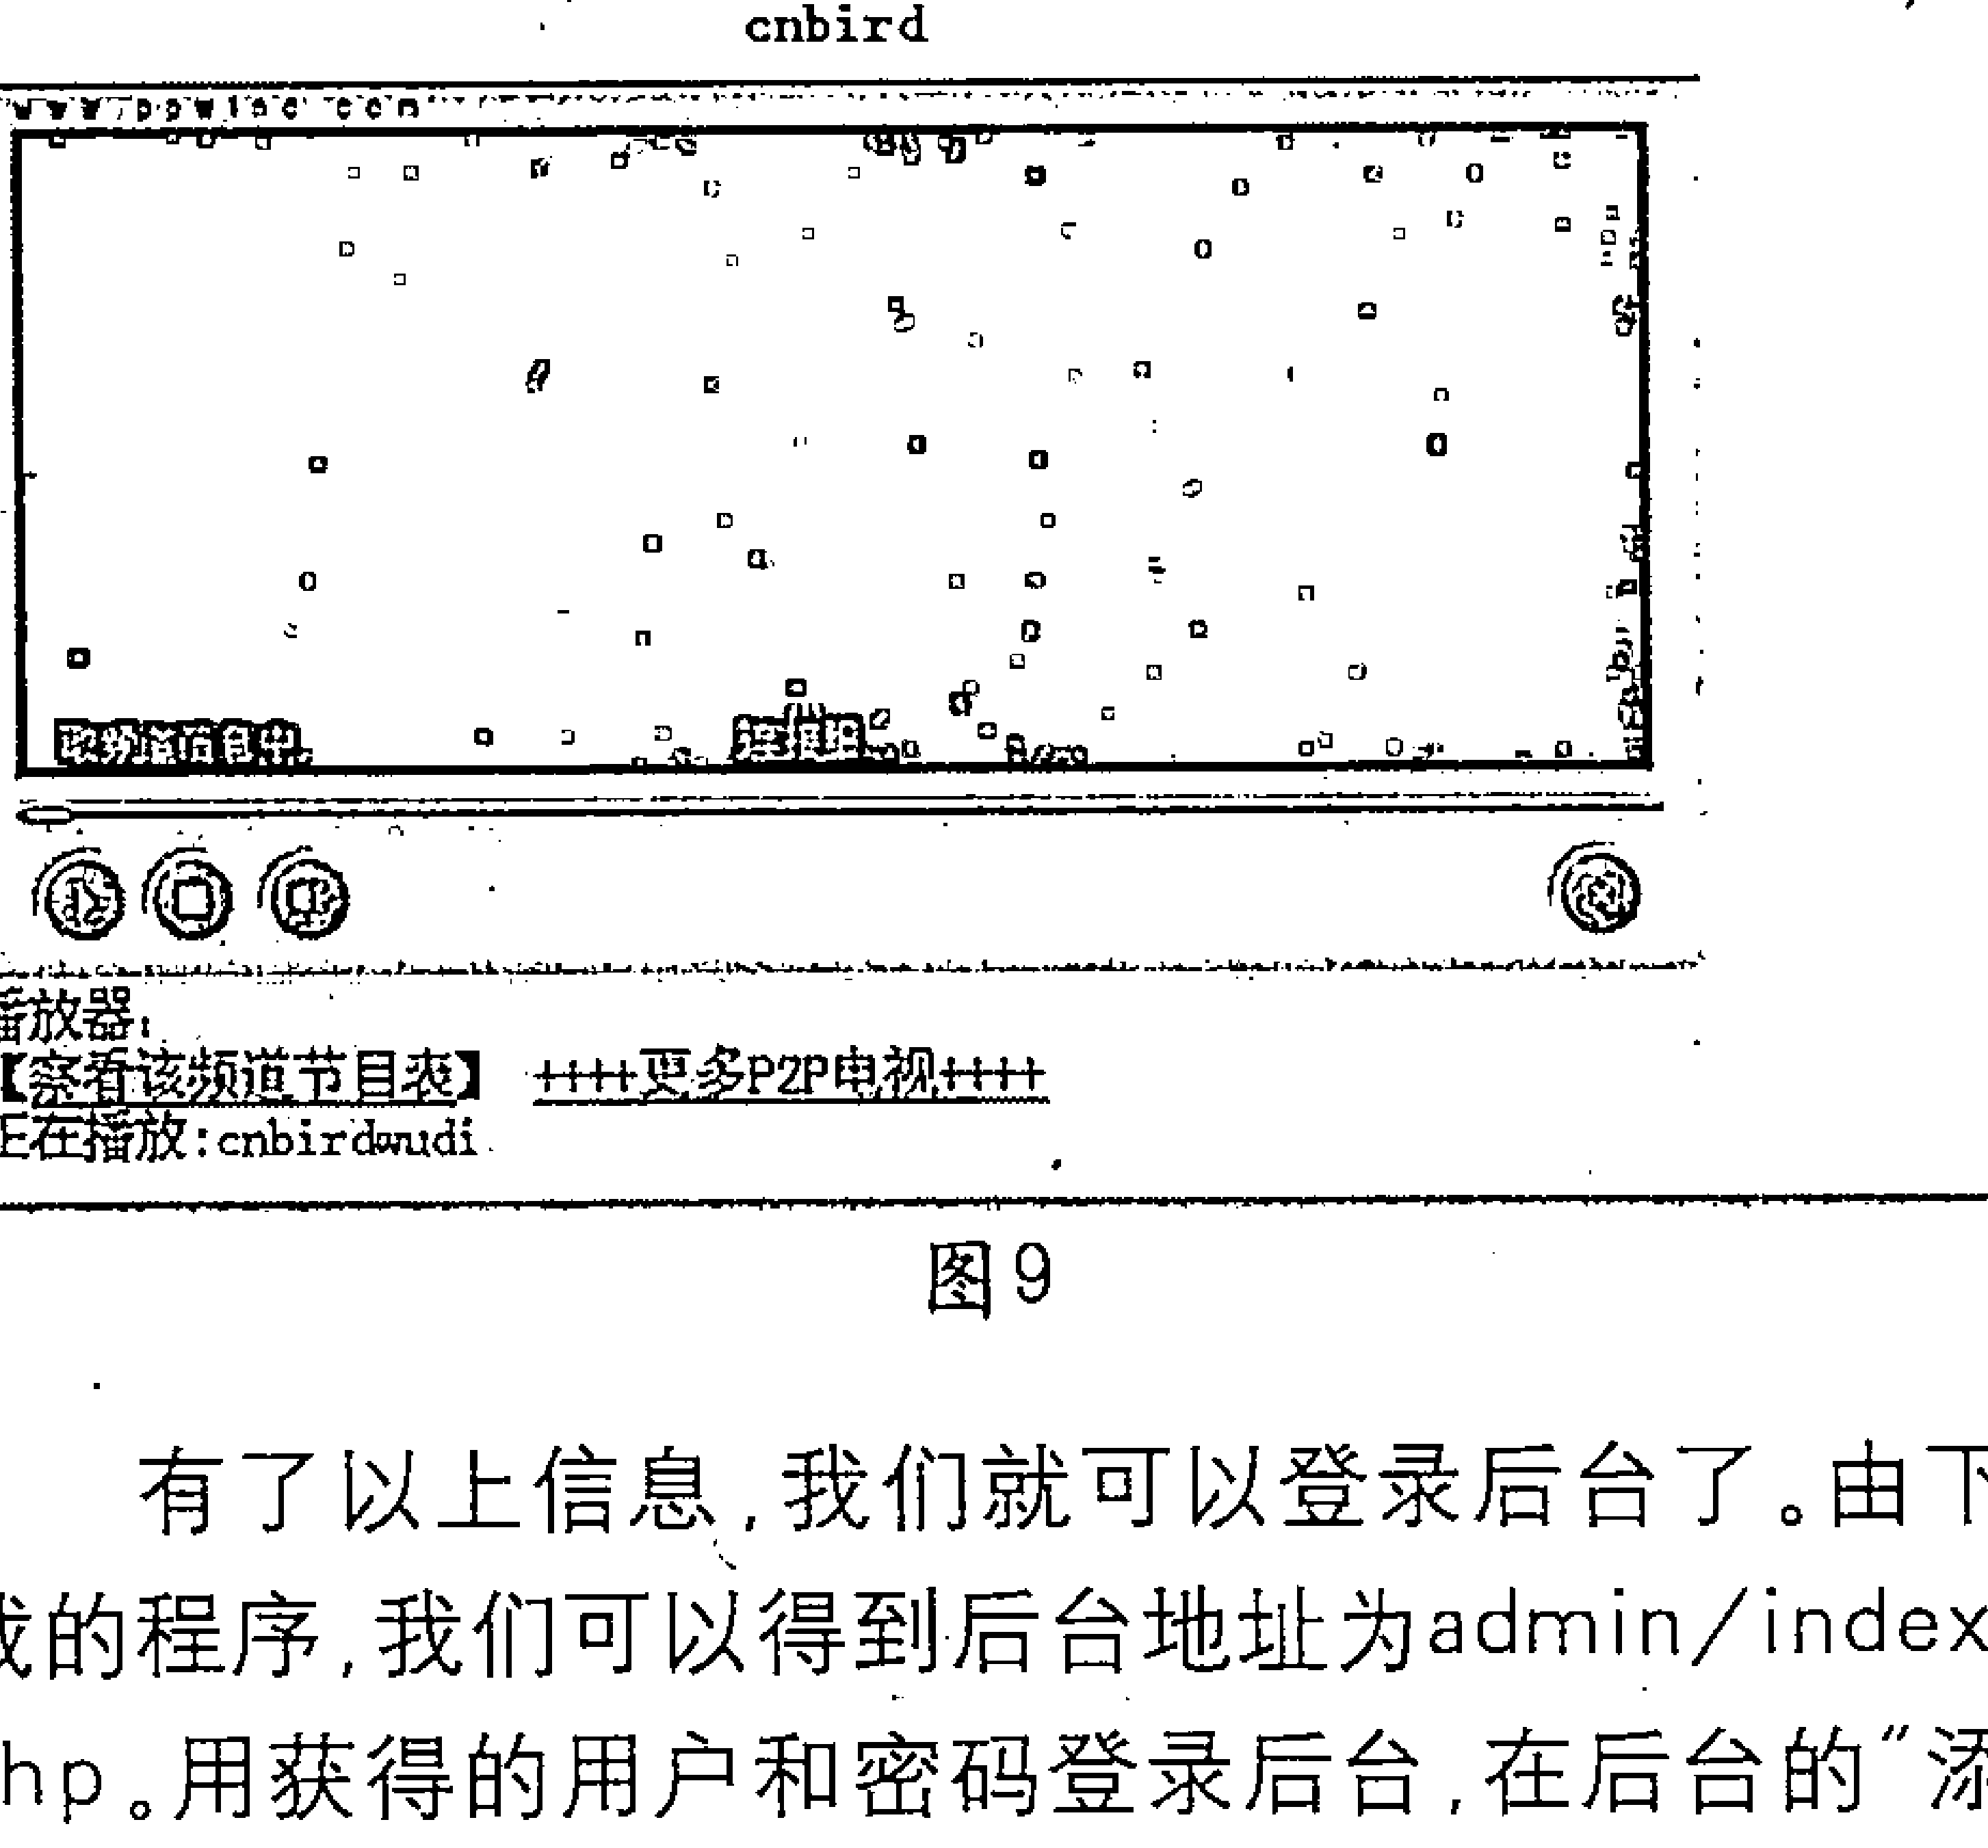 cnbird
播放器:
【察看该频道节目表】 ++++更多P2P电视++++
正在播放:cnbirdwudi
图9
有了以上信息,我们就可以登录后台了。由下
载的程序,我们可以得到后台地址为admin/index
hp。用获得的用户和密码登录后台,在后台的“添